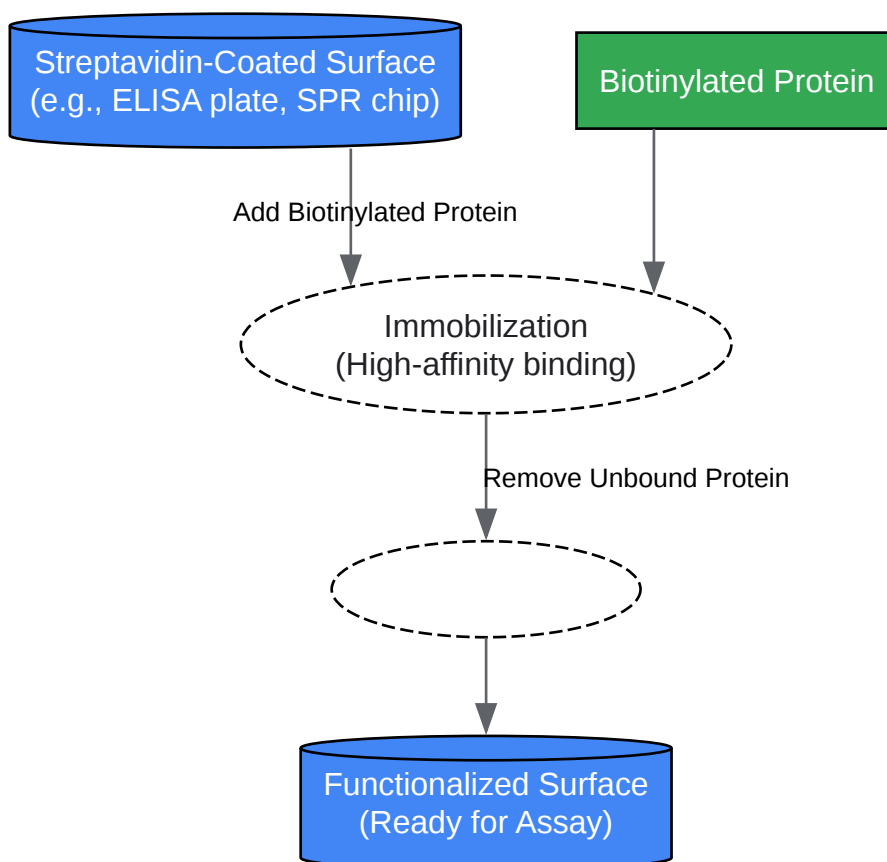 Streptavidin-Coated Surface
(e.g., ELISA plate, SPR chip)
Biotinylated Protein
Add Biotinylated Protein
Immobilization
(High-affinity binding)
Remove Unbound Protein
Functionalized Surface
(Ready for Assay)